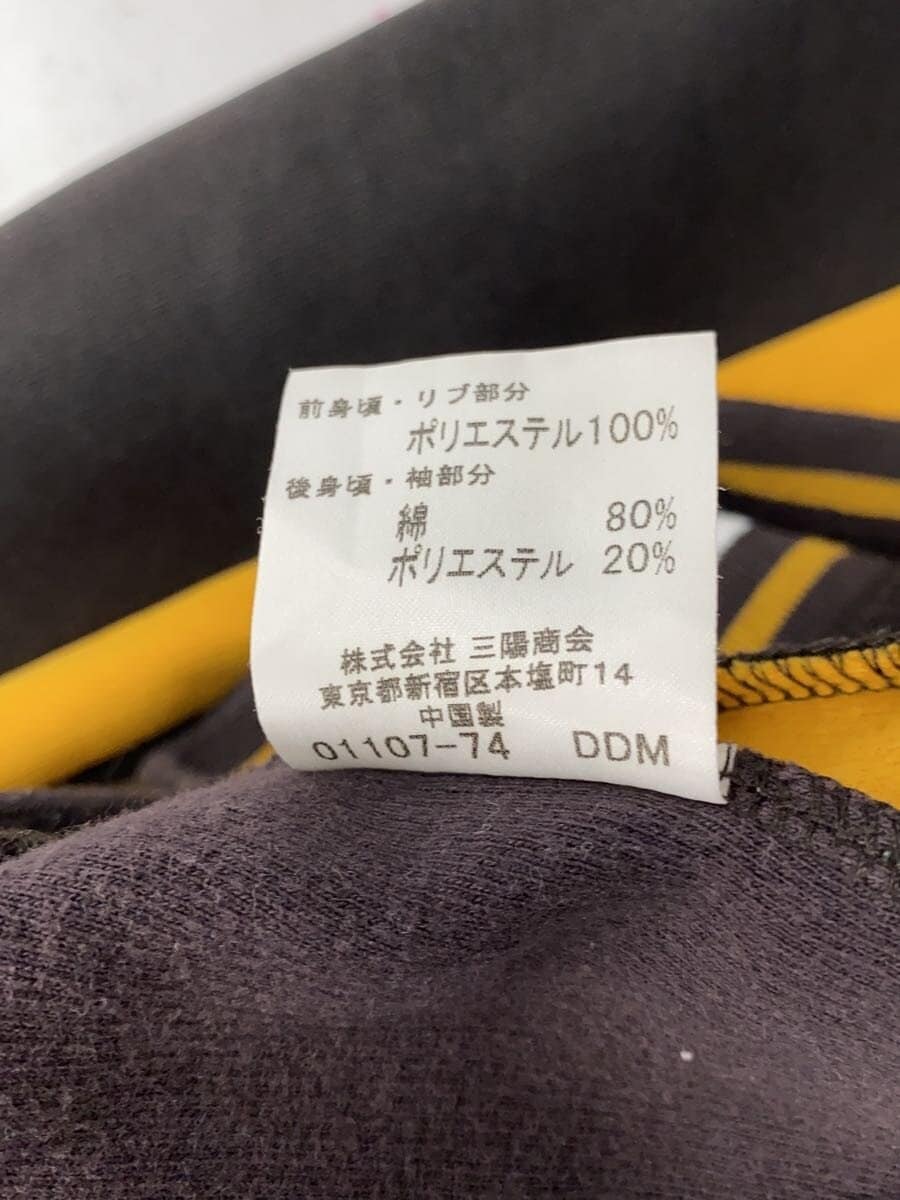 前身頃・リブ部分
ポリエステル100%
後身頃・袖部分
綿 80%
ポリエステル 20%
株式会社 三陽商会
東京都新宿区本塩町14
中国製
01107-74 DDM